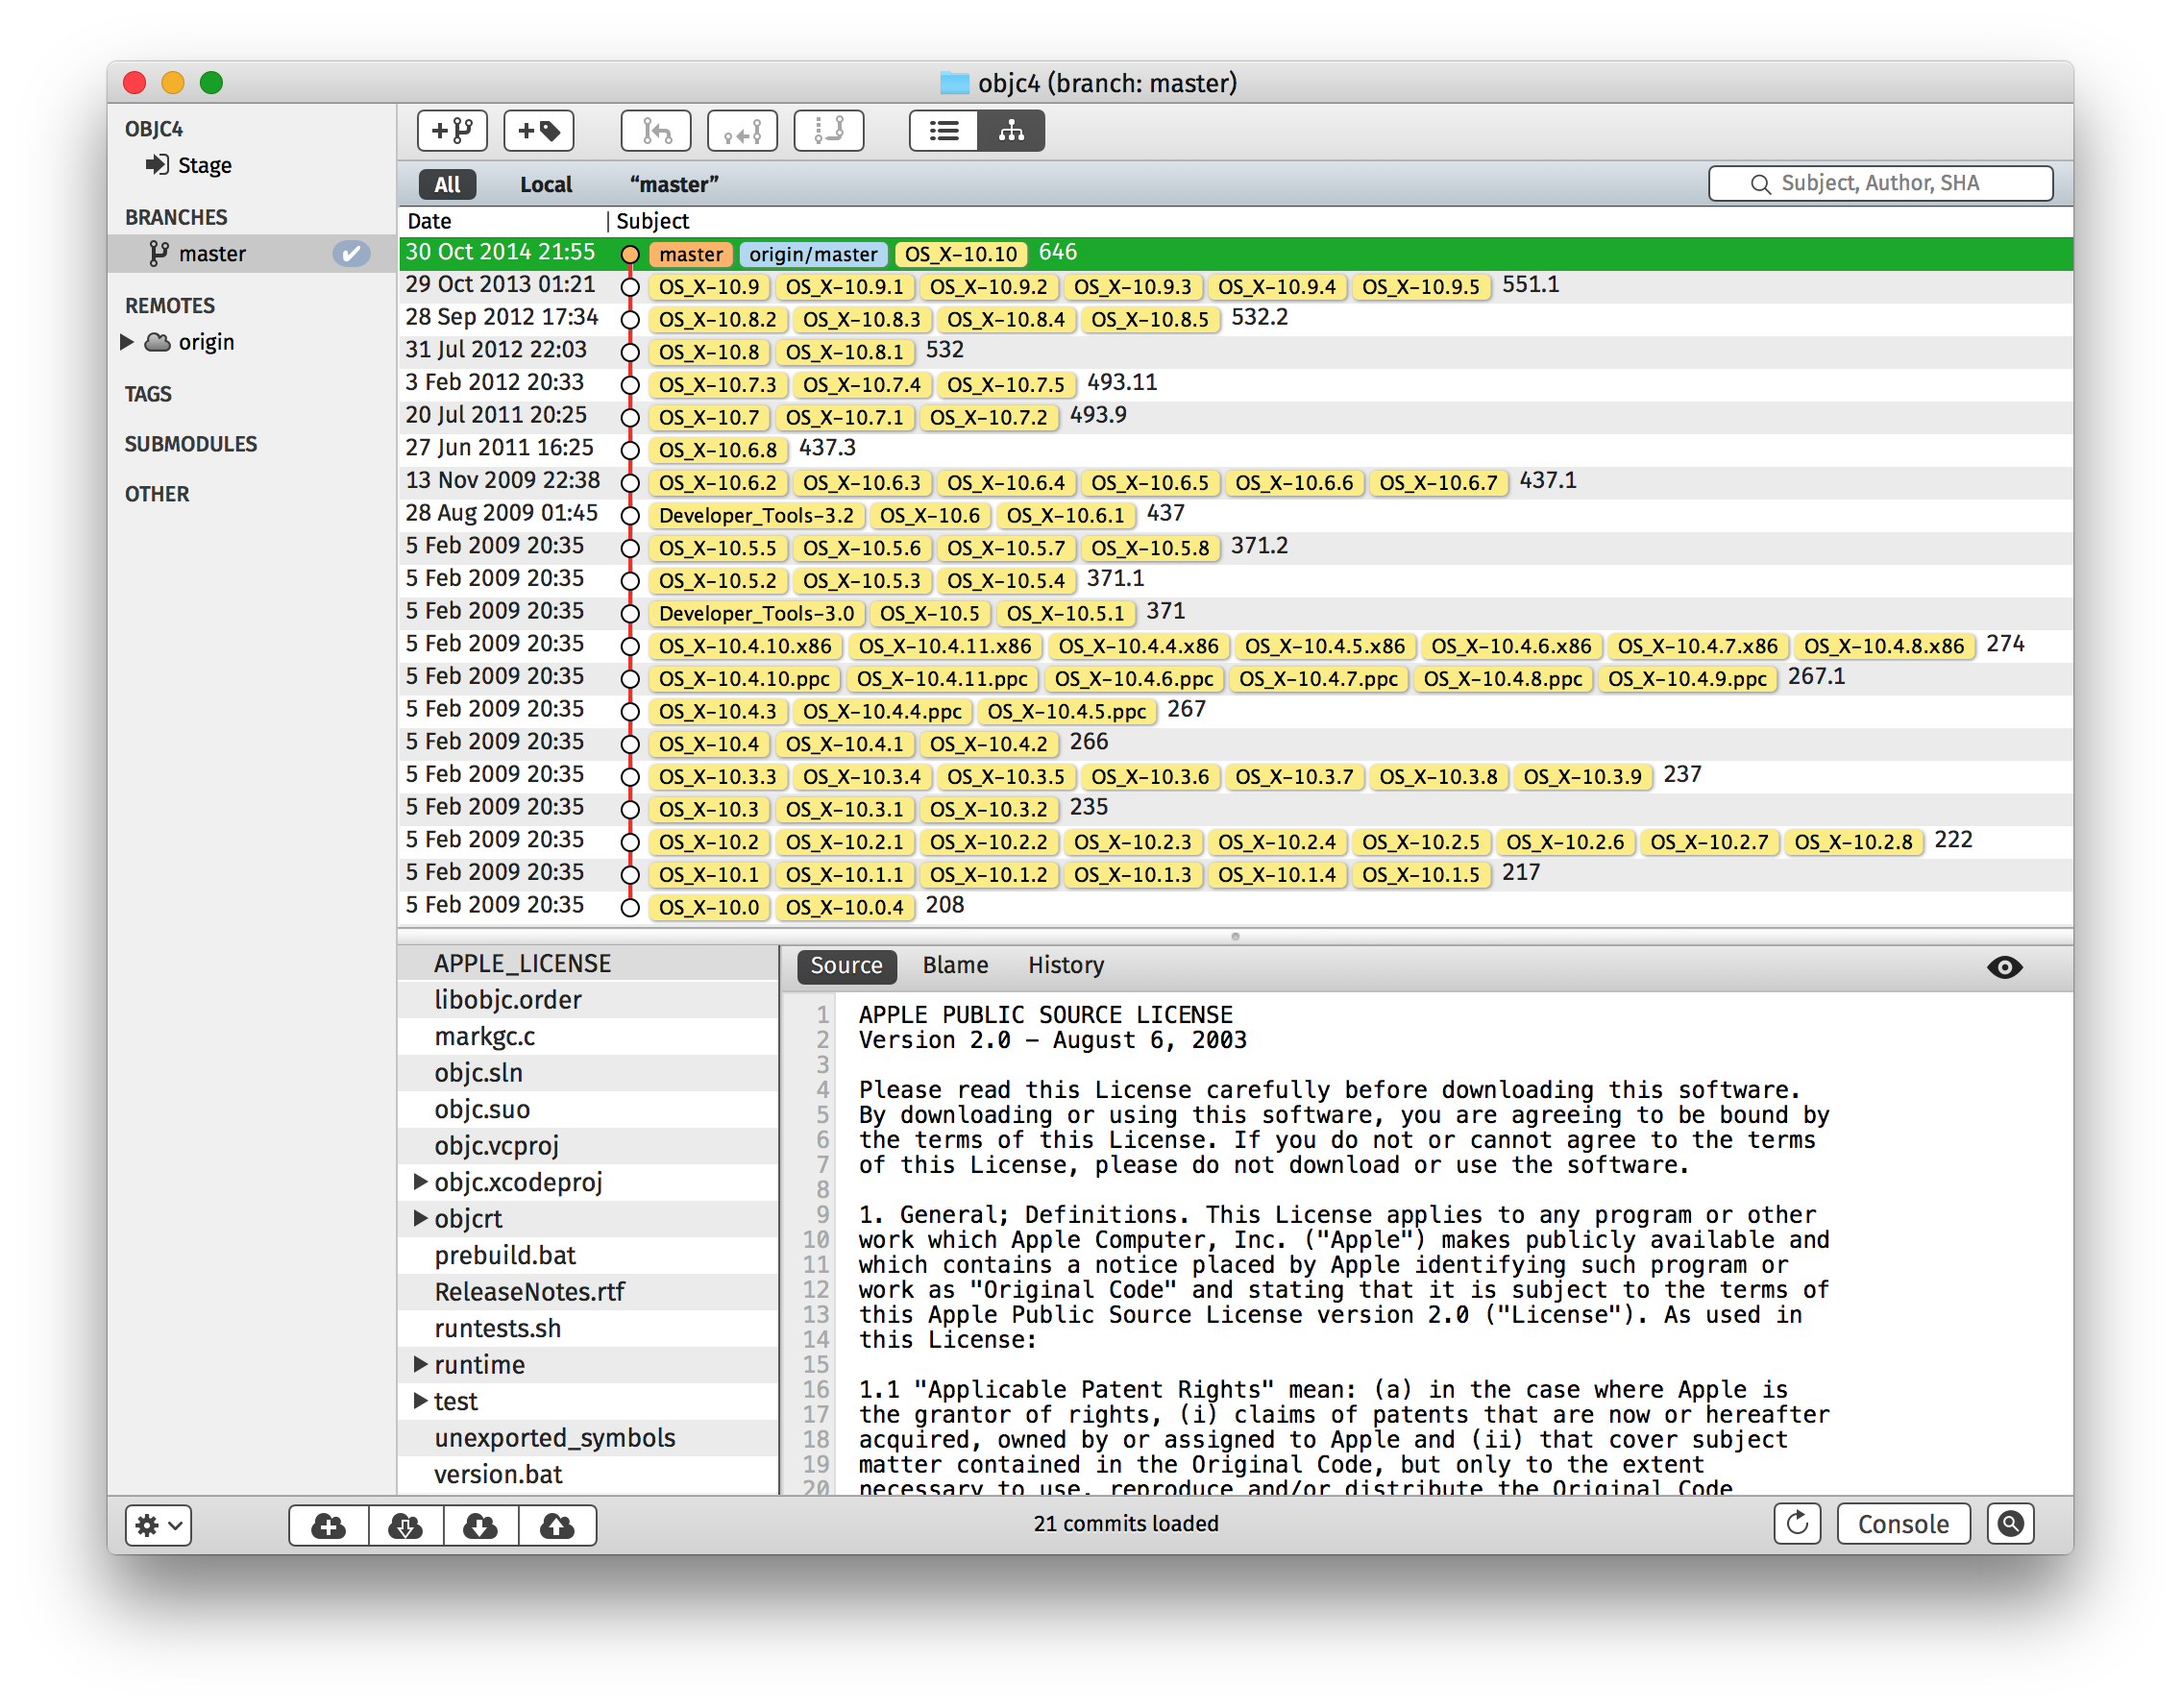 objc4 (branch: master)
OBJC4
Stage
BRANCHES
master
REMOTES
origin
TAGS
SUBMODULES
OTHER
All Local “master” Subject, Author, SHA
Date Subject
30 Oct 2014 21:55 master origin/master OS_X-10.10 646
29 Oct 2013 01:21 OS_X-10.9 OS_X-10.9.1 OS_X-10.9.2 OS_X-10.9.3 OS_X-10.9.4 OS_X-10.9.5 551.1
28 Sep 2012 17:34 OS_X-10.8.2 OS_X-10.8.3 OS_X-10.8.4 OS_X-10.8.5 532.2
31 Jul 2012 22:03 OS_X-10.8 OS_X-10.8.1 532
3 Feb 2012 20:33 OS_X-10.7.3 OS_X-10.7.4 OS_X-10.7.5 493.11
20 Jul 2011 20:25 OS_X-10.7 OS_X-10.7.1 OS_X-10.7.2 493.9
27 Jun 2011 16:25 OS_X-10.6.8 437.3
13 Nov 2009 22:38 OS_X-10.6.2 OS_X-10.6.3 OS_X-10.6.4 OS_X-10.6.5 OS_X-10.6.6 OS_X-10.6.7 437.1
28 Aug 2009 01:45 Developer_Tools-3.2 OS_X-10.6 OS_X-10.6.1 437
5 Feb 2009 20:35 OS_X-10.5.5 OS_X-10.5.6 OS_X-10.5.7 OS_X-10.5.8 371.2
5 Feb 2009 20:35 OS_X-10.5.2 OS_X-10.5.3 OS_X-10.5.4 371.1
5 Feb 2009 20:35 Developer_Tools-3.0 OS_X-10.5 OS_X-10.5.1 371
5 Feb 2009 20:35 OS_X-10.4.10.x86 OS_X-10.4.11.x86 OS_X-10.4.4.x86 OS_X-10.4.5.x86 OS_X-10.4.6.x86 OS_X-10.4.7.x86 OS_X-10.4.8.x86 274
5 Feb 2009 20:35 OS_X-10.4.10.ppc OS_X-10.4.11.ppc OS_X-10.4.6.ppc OS_X-10.4.7.ppc OS_X-10.4.8.ppc OS_X-10.4.9.ppc 267.1
5 Feb 2009 20:35 OS_X-10.4.3 OS_X-10.4.4.ppc OS_X-10.4.5.ppc 267
5 Feb 2009 20:35 OS_X-10.4 OS_X-10.4.1 OS_X-10.4.2 266
5 Feb 2009 20:35 OS_X-10.3.3 OS_X-10.3.4 OS_X-10.3.5 OS_X-10.3.6 OS_X-10.3.7 OS_X-10.3.8 OS_X-10.3.9 237
5 Feb 2009 20:35 OS_X-10.3 OS_X-10.3.1 OS_X-10.3.2 235
5 Feb 2009 20:35 OS_X-10.2 OS_X-10.2.1 OS_X-10.2.2 OS_X-10.2.3 OS_X-10.2.4 OS_X-10.2.5 OS_X-10.2.6 OS_X-10.2.7 OS_X-10.2.8 222
5 Feb 2009 20:35 OS_X-10.1 OS_X-10.1.1 OS_X-10.1.2 OS_X-10.1.3 OS_X-10.1.4 OS_X-10.1.5 217
5 Feb 2009 20:35 OS_X-10.0 OS_X-10.0.4 208
APPLE_LICENSE
libobjc.order
markgc.c
objc.sln
objc.suo
objc.vcproj
objc.xcodeproj
objcrt
prebuild.bat
ReleaseNotes.rtf
runtests.sh
runtime
test
unexported_symbols
version.bat
Source Blame History
1 APPLE PUBLIC SOURCE LICENSE
2 Version 2.0 - August 6, 2003
3
4 Please read this License carefully before downloading this software.
5 By downloading or using this software, you are agreeing to be bound by
6 the terms of this License. If you do not or cannot agree to the terms
7 of this License, please do not download or use the software.
8
9 1. General; Definitions. This License applies to any program or other
10 work which Apple Computer, Inc. ("Apple") makes publicly available and
11 which contains a notice placed by Apple identifying such program or
12 work as "Original Code" and stating that it is subject to the terms of
13 this Apple Public Source License version 2.0 ("License"). As used in
14 this License:
15
16 1.1 "Applicable Patent Rights" mean: (a) in the case where Apple is
17 the grantor of rights, (i) claims of patents that are now or hereafter
18 acquired, owned by or assigned to Apple and (ii) that cover subject
19 matter contained in the Original Code, but only to the extent
20 necessary to use, reproduce and/or distribute the Original Code
21 commits loaded
Console